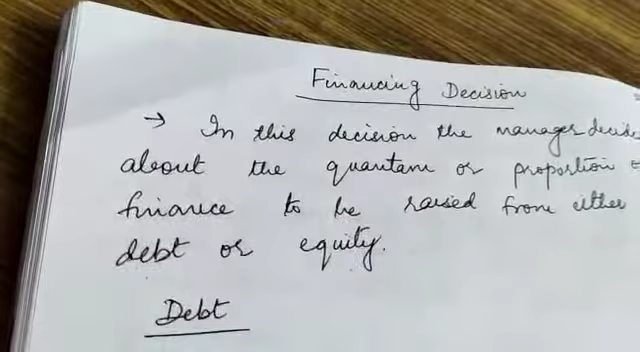 Financing Decision
→ In this decision the manager decide
about the quantam or proportion o
finance to be raised from either
debt or equity.
Debt